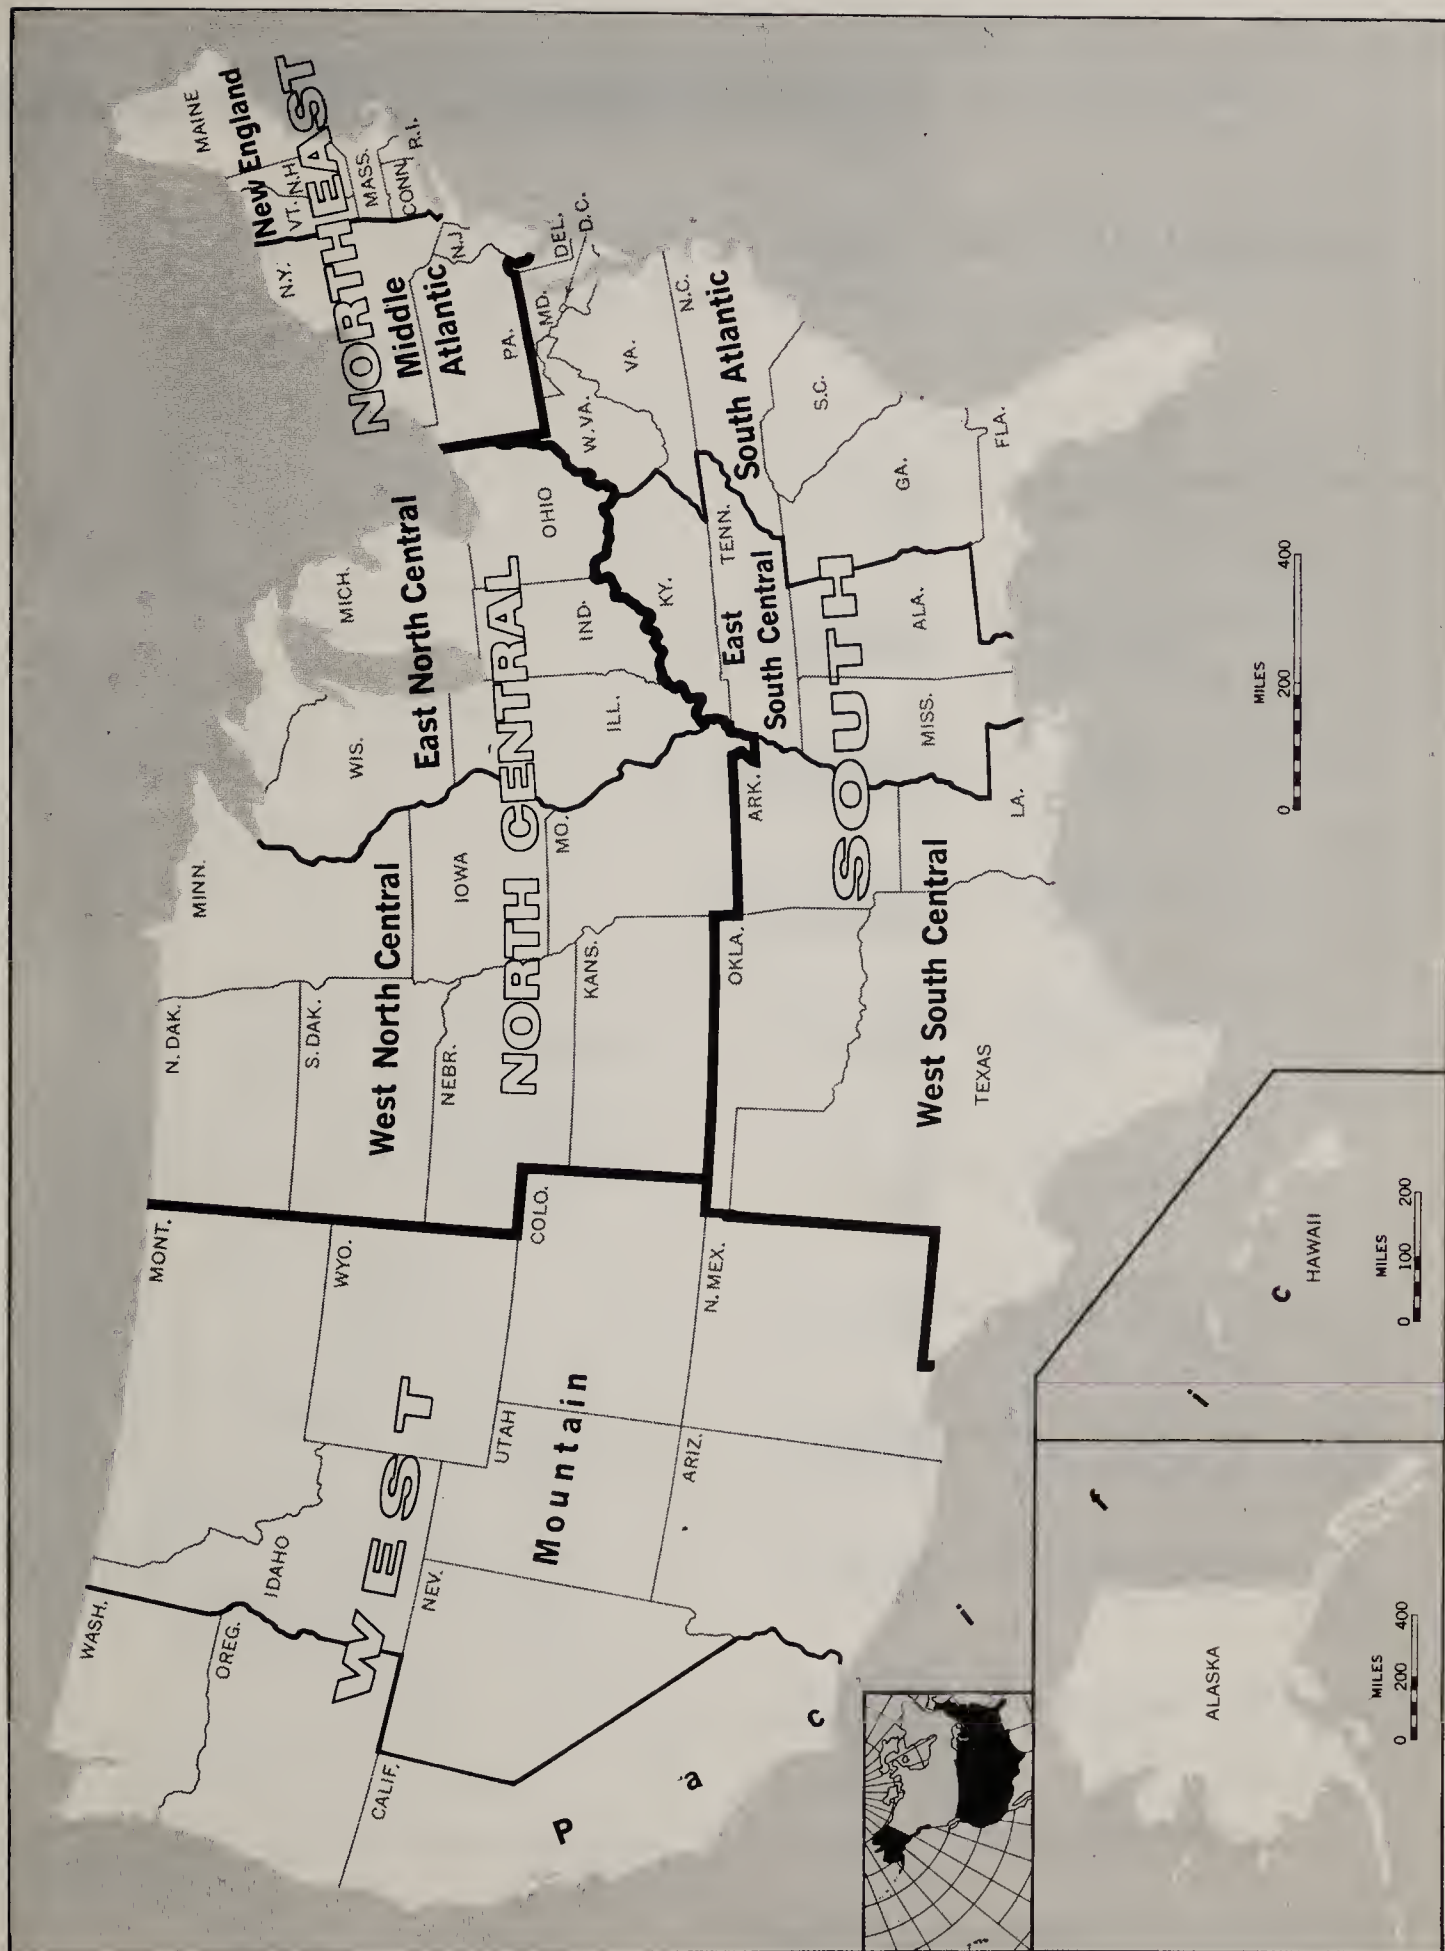 WEST
Mountain
Pacific
WASH.
OREG.
CALIF.
IDAHO
NEV.
MONT.
WYO.
UTAH
COLO.
ARIZ.
N. MEX.
NORTH CENTRAL
West North Central
N. DAK.
S. DAK.
NEBR.
KANS.
MINN.
IOWA
MO.
East North Central
WIS.
MICH.
ILL.
IND.
OHIO
NORTHEAST
New England
MAINE
VT.
N.H.
MASS.
CONN.
R.I.
Middle
Atlantic
N.Y.
N.J.
PA.
SOUTH
West South Central
OKLA.
ARK.
TEXAS
LA.
East
South Central
KY.
TENN.
MISS.
ALA.
South Atlantic
DEL.
D.C.
MD.
W.VA.
VA.
N.C.
S.C.
GA.
FLA.
ALASKA
MILES
0 200 400
HAWAII
MILES
0 100 200
MILES
0 200 400